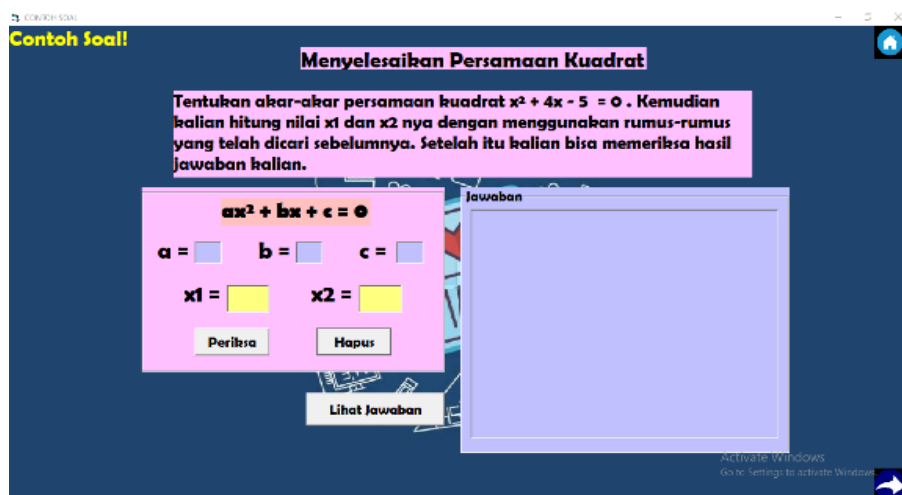 CONTOH SOAL
Contoh Soal!
Menyelesaikan Persamaan Kuadrat
Tentukan akar-akar persamaan kuadrat x² + 4x - 5 = 0 . Kemudian
kalian hitung nilai x1 dan x2 nya dengan menggunakan rumus-rumus
yang telah dicari sebelumnya. Setelah itu kalian bisa memeriksa hasil
jawaban kalian.
ax² + bx + c = 0
a =
b =
c =
x1 =
x2 =
Periksa
Hapus
Lihat Jawaban
Jawaban
Activate Windows
Go to Settings to activate Windows.